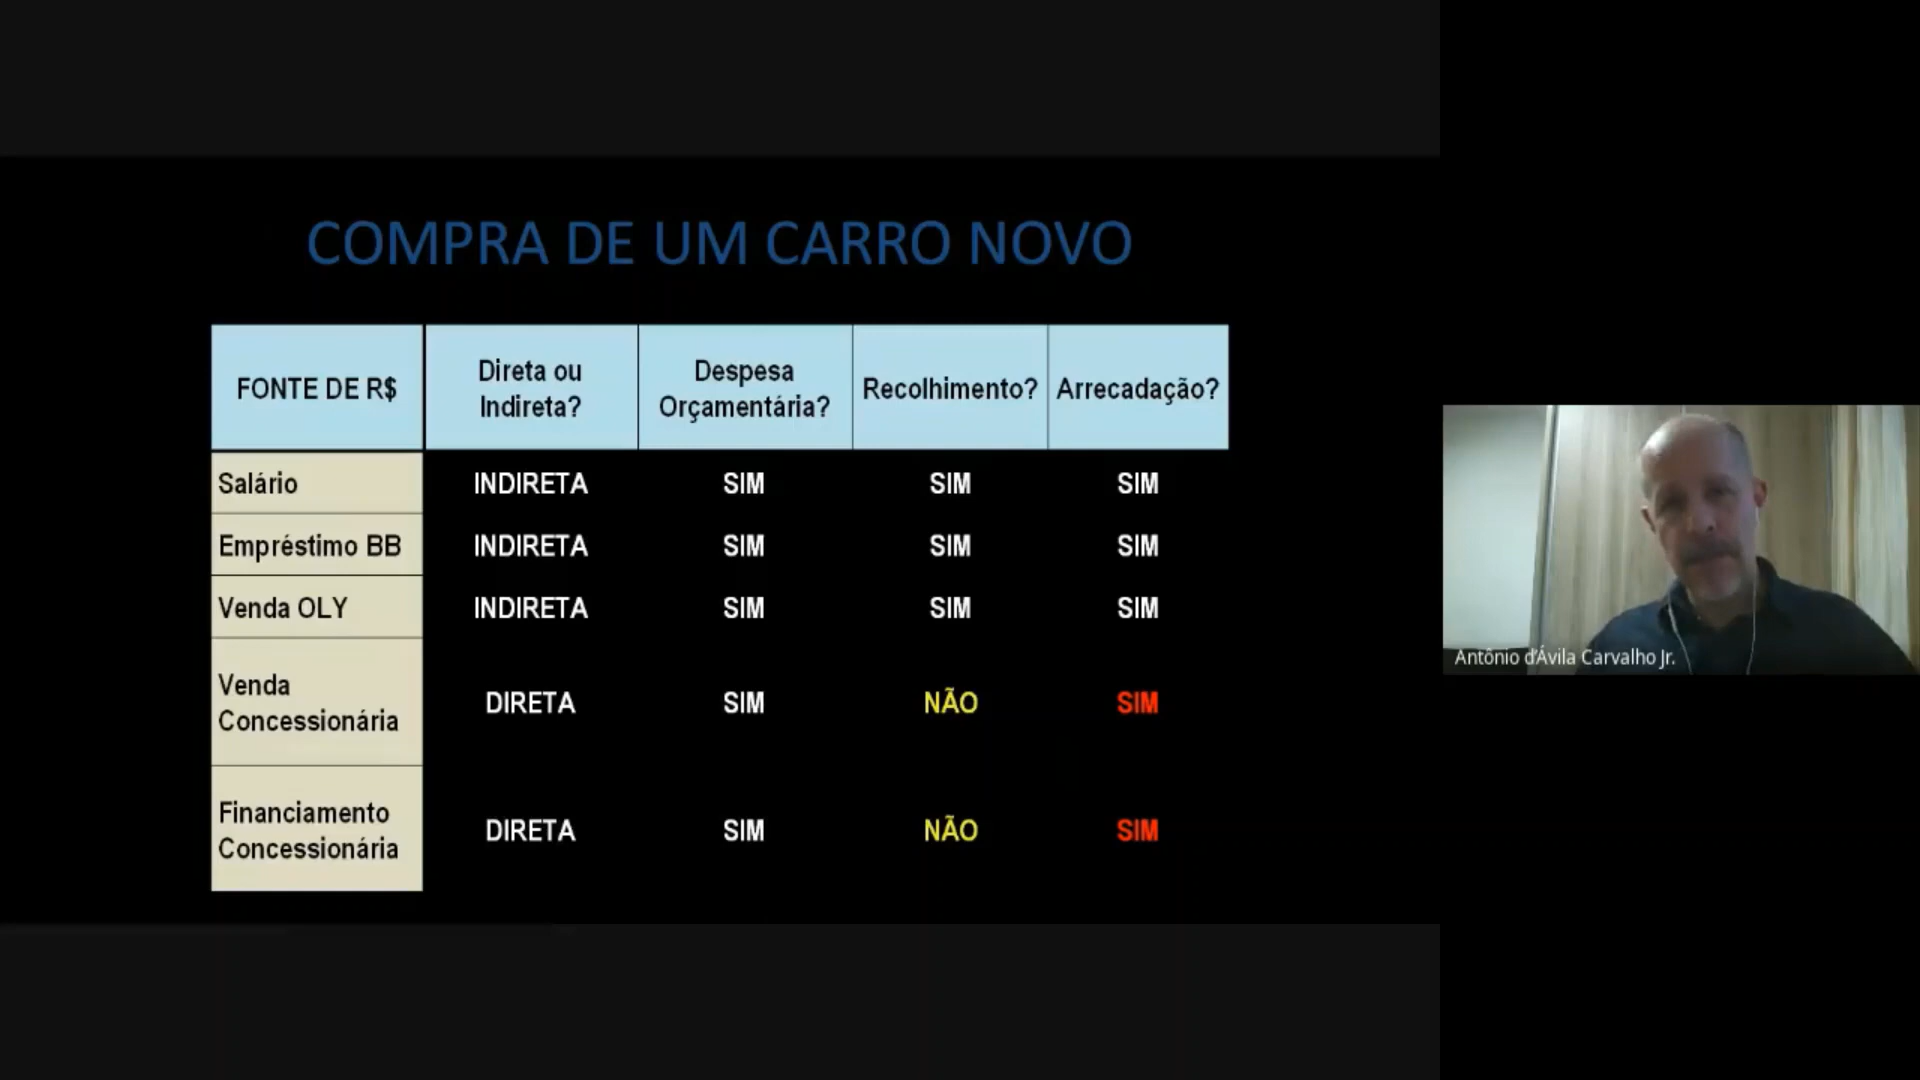 COMPRA DE UM CARRO NOVO
FONTE DE R$
Direta ou
Indireta?
Despesa
Orçamentária?
Recolhimento?
Arrecadação?
Salário
INDIRETA
SIM
SIM
SIM
Empréstimo BB
INDIRETA
SIM
SIM
SIM
Venda OLY
INDIRETA
SIM
SIM
SIM
Venda
Concessionária
DIRETA
SIM
NÃO
SIM
Financiamento
Concessionária
DIRETA
SIM
NÃO
SIM
Antônio d'Ávila Carvalho Jr.